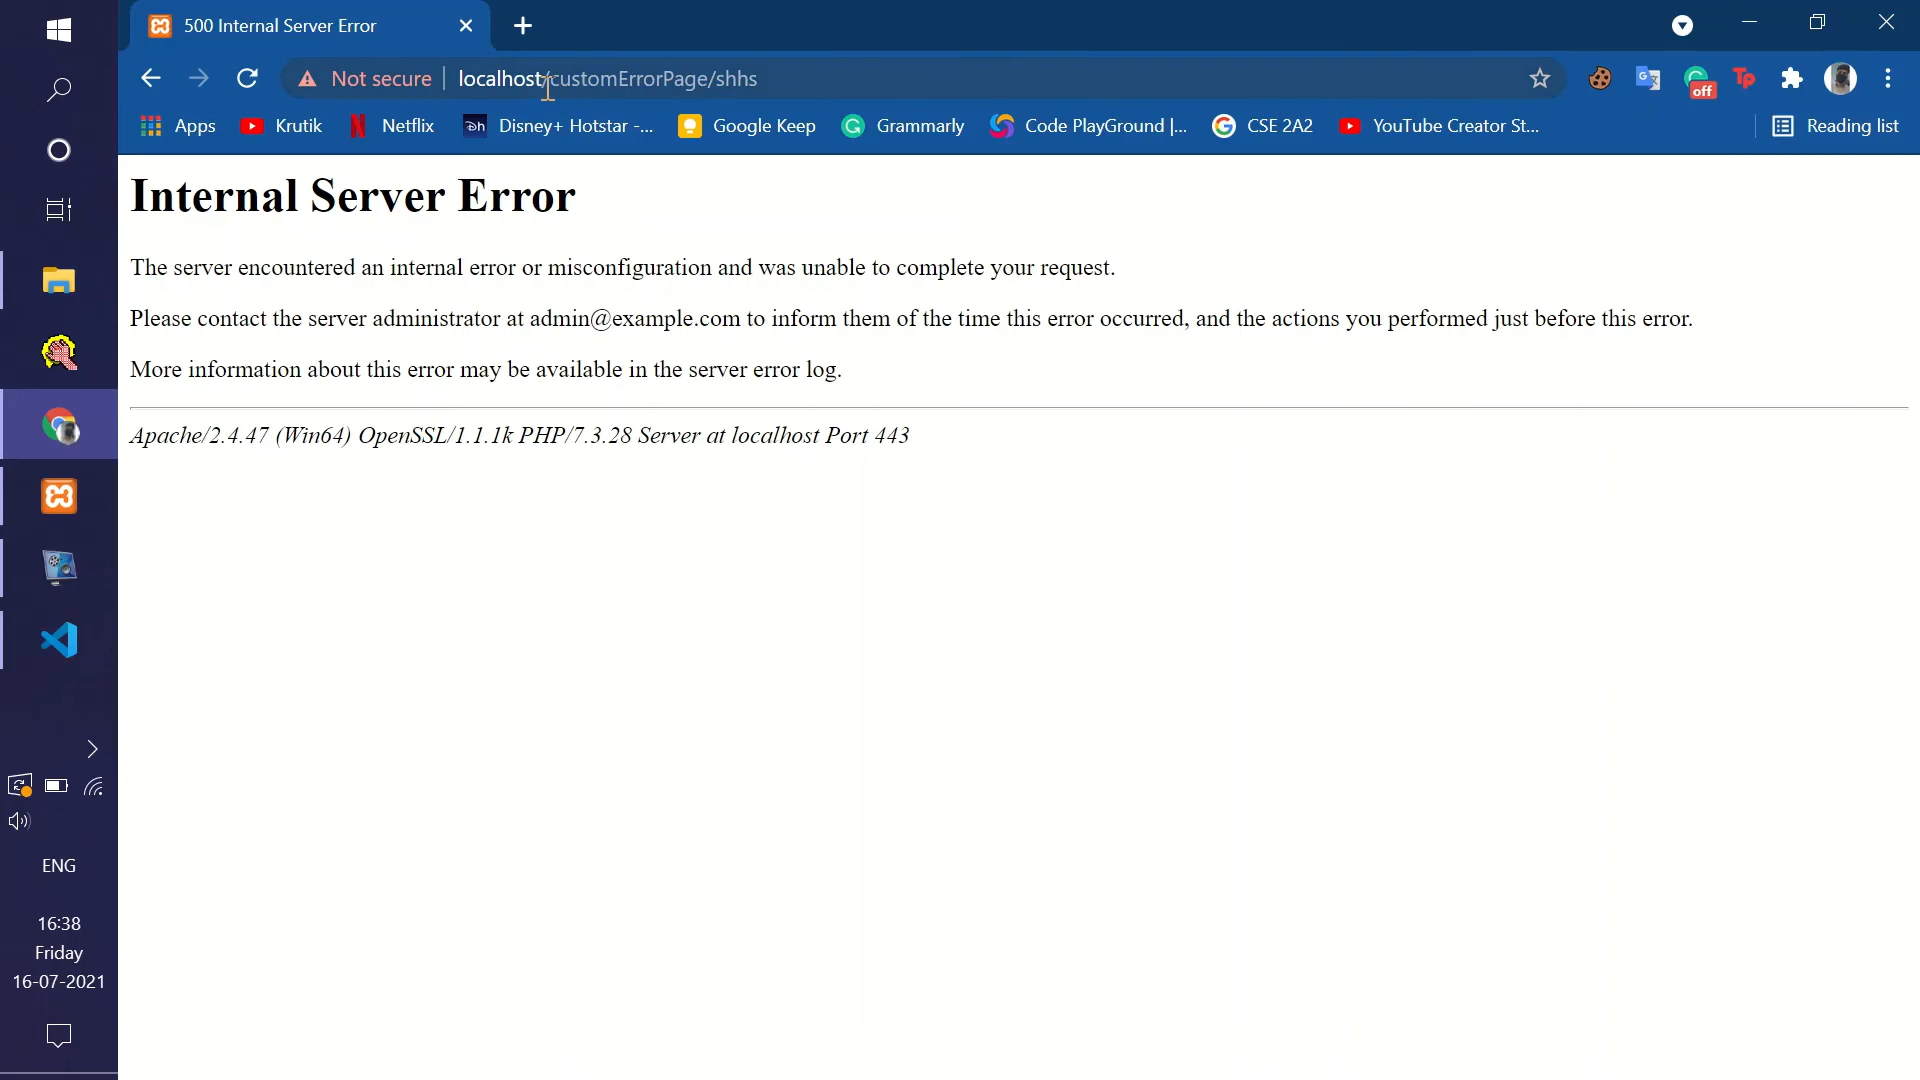 500 Internal Server Error
Not secure localhost/customErrorPage/shhs
off
Tp
Apps Krutik Netflix Disney+ Hotstar -... Google Keep Grammarly Code PlayGround |... CSE 2A2 YouTube Creator St... Reading list
Internal Server Error
The server encountered an internal error or misconfiguration and was unable to complete your request.
Please contact the server administrator at admin@example.com to inform them of the time this error occurred, and the actions you performed just before this error.
More information about this error may be available in the server error log.
Apache/2.4.47 (Win64) OpenSSL/1.1.1k PHP/7.3.28 Server at localhost Port 443
ENG
16:38
Friday
16-07-2021